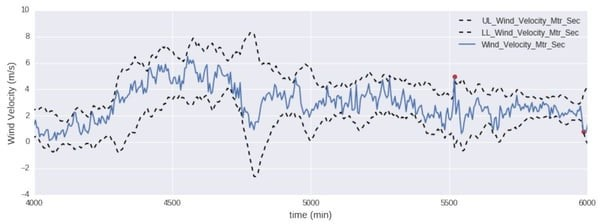 10
8
6
4
2
0
-2
-4
Wind Velocity (m/s)
UL_Wind_Velocity_Mtr_Sec
LL_Wind_Velocity_Mtr_Sec
Wind_Velocity_Mtr_Sec
4000 4500 5000 5500 6000
time (min)